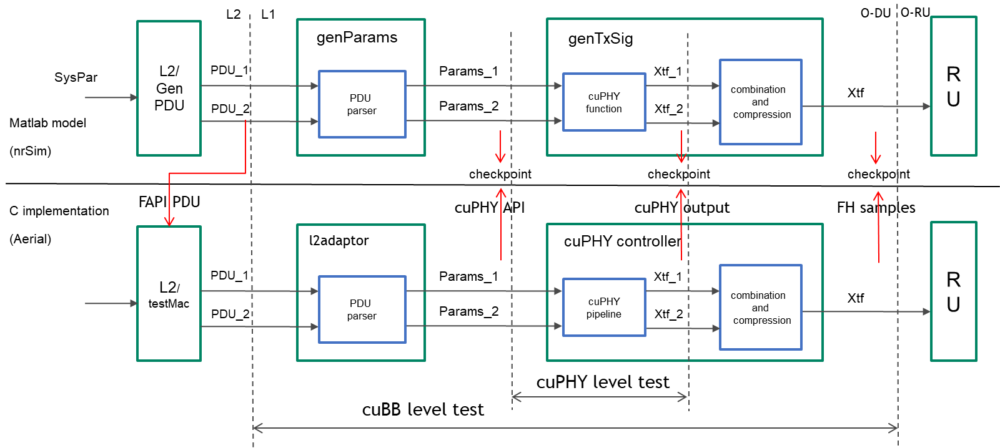 L2
L1
O-DU
O-RU
genParams
genTxSig
SysPar
L2/
Gen
PDU
PDU_1
PDU_2
PDU
parser
Params_1
Params_2
cuPHY
function
Xtf_1
Xtf_2
combination
and
compression
Xtf
R
U
Matlab model
(nrSim)
checkpoint
checkpoint
checkpoint
FAPI PDU
cuPHY API
cuPHY output
FH samples
C implementation
(Aerial)
l2adaptor
cuPHY controller
L2/
testMac
PDU_1
PDU_2
PDU
parser
Params_1
Params_2
cuPHY
pipeline
Xtf_1
Xtf_2
combination
and
compression
Xtf
R
U
cuPHY level test
cuBB level test